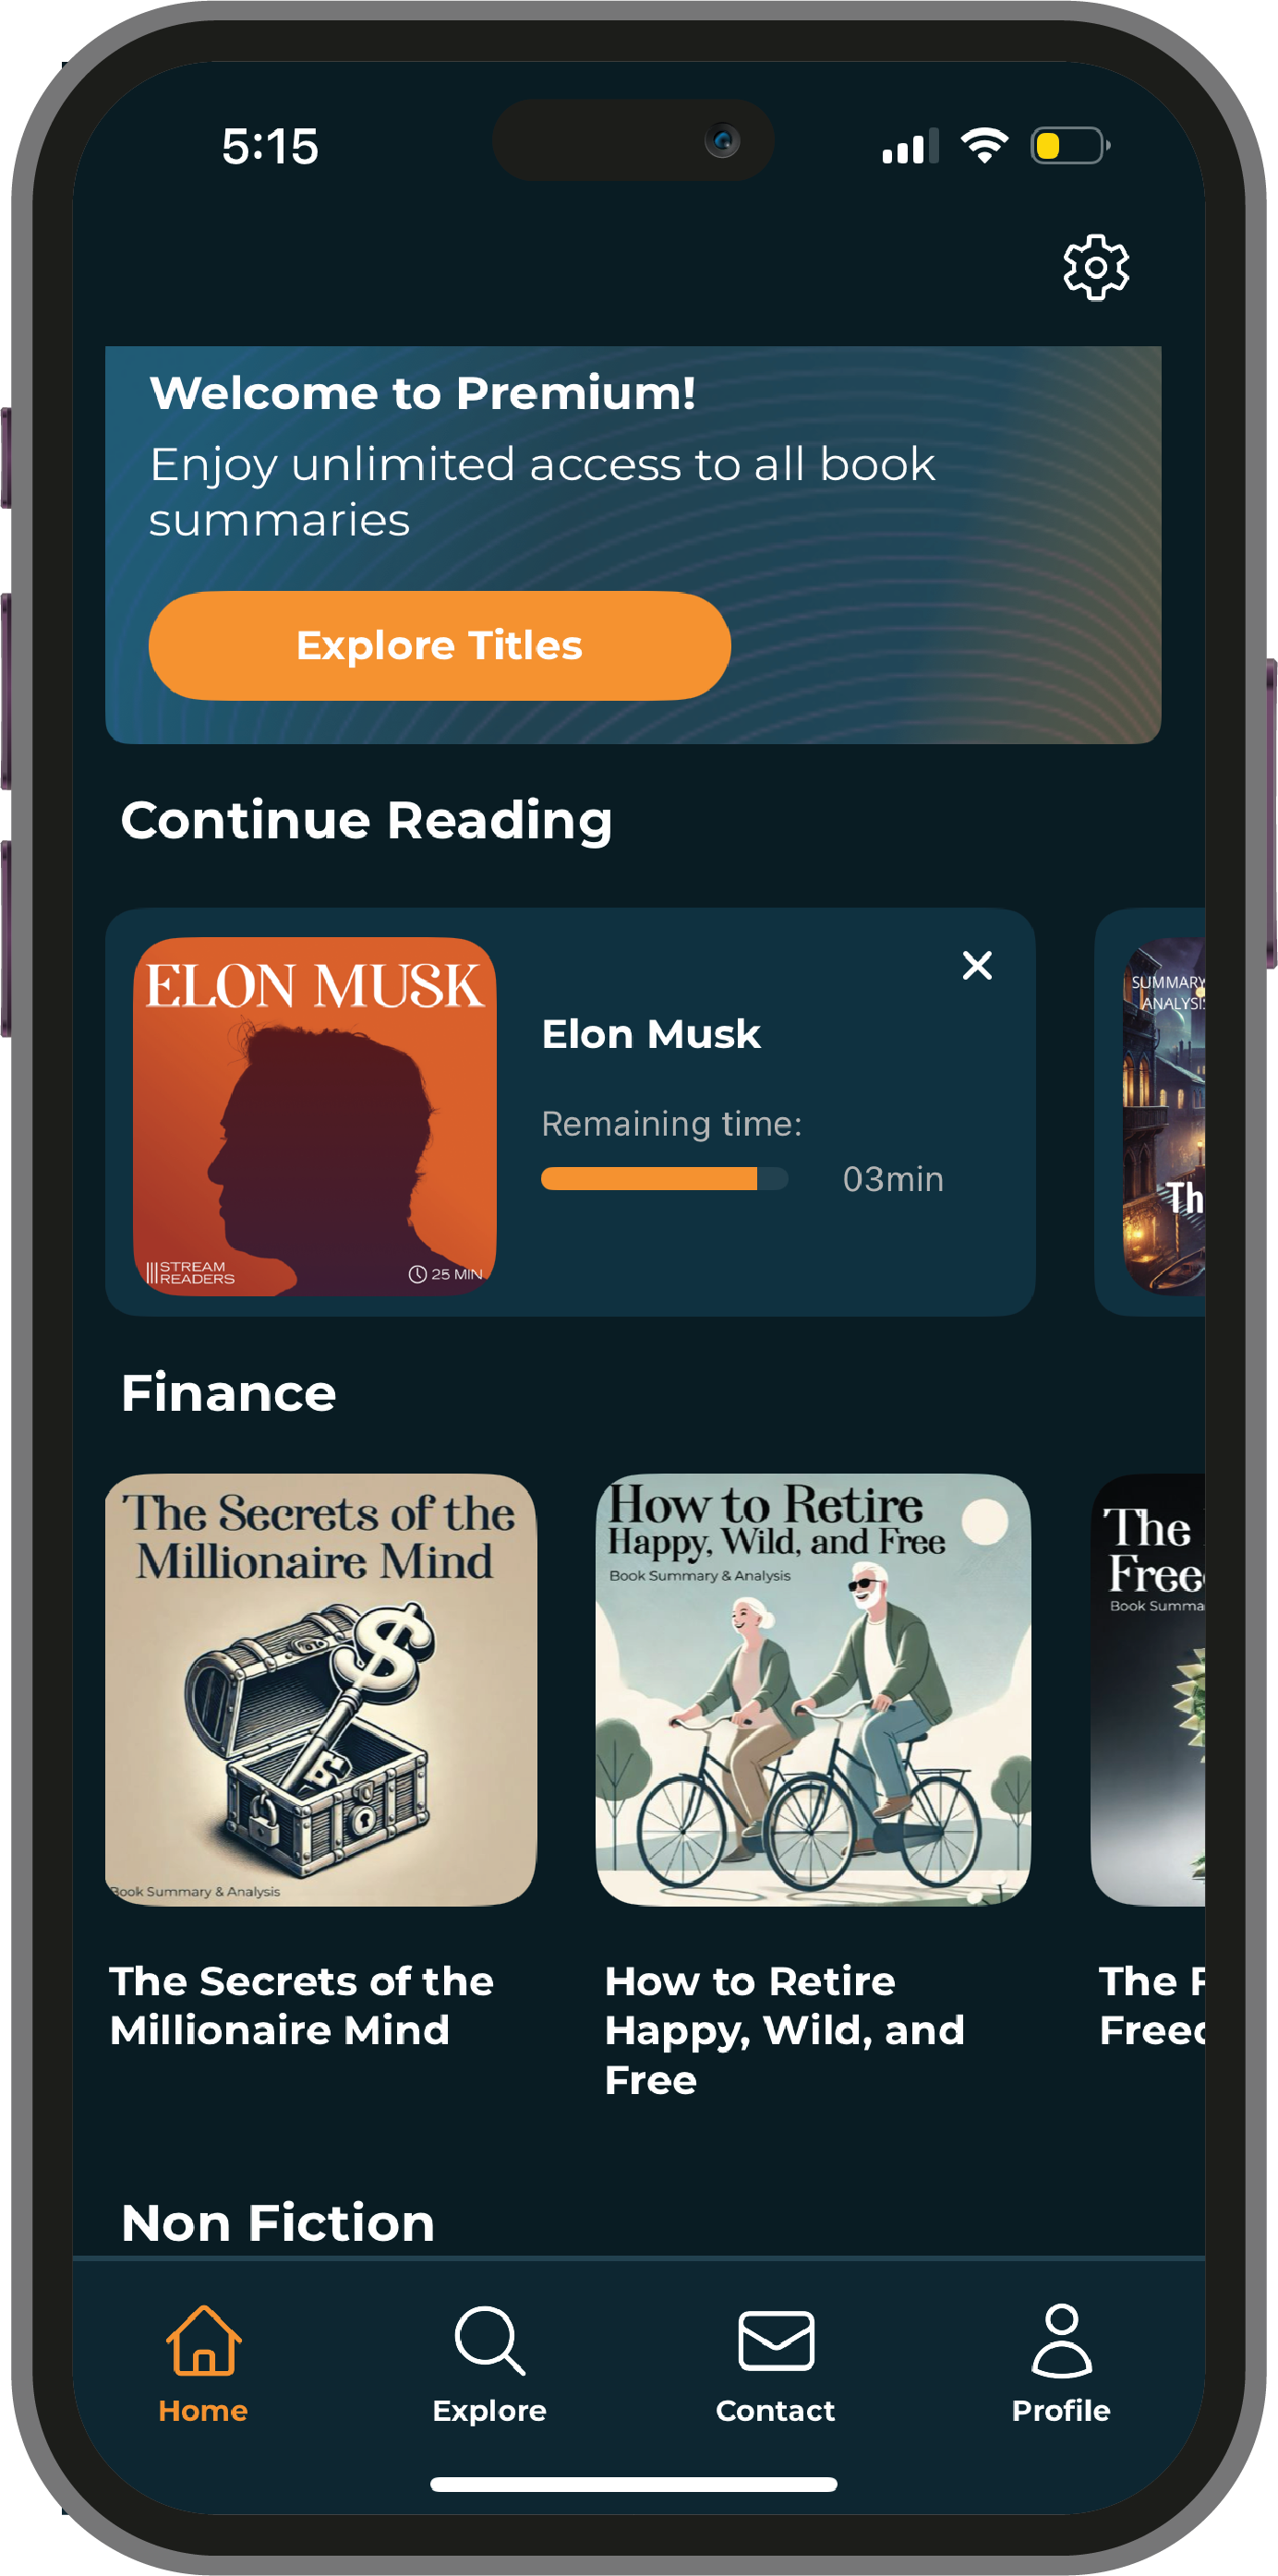 5:15
Welcome to Premium!
Enjoy unlimited access to all book
summaries
Explore Titles
Continue Reading
ELON MUSK
STREAM
READERS
25 MIN
Elon Musk
Remaining time:
03min
SUMMARY
Th
Finance
The Secrets of the
Millionaire Mind
Book Summary & Analysis
How to Retire
Happy, Wild, and Free
Book Summary & Analysis
The
Free
Book Summa
The Secrets of the
Millionaire Mind
How to Retire
Happy, Wild, and
Free
The F
Free
Non Fiction
Home
Explore
Contact
Profile